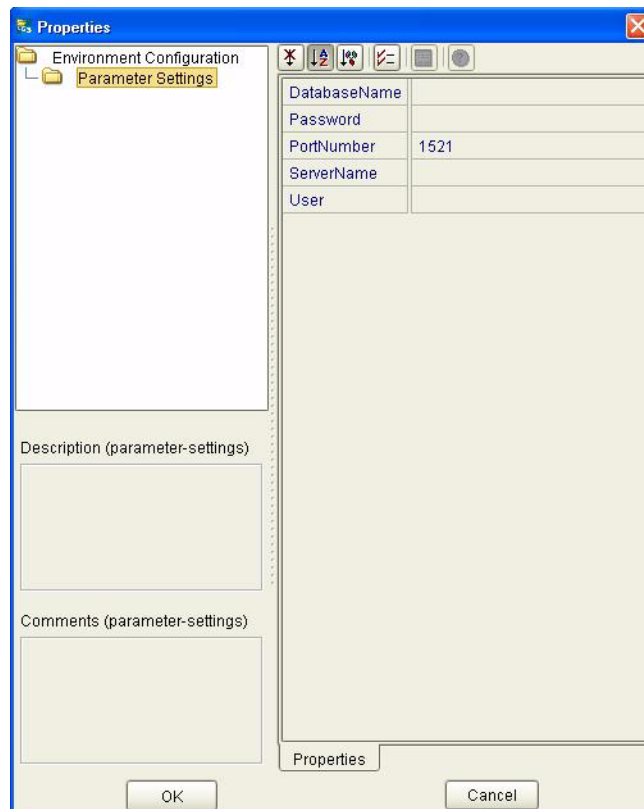 Properties
Environment Configuration
Parameter Settings
DatabaseName
Password
PortNumber 1521
ServerName
User
Description (parameter-settings)
Comments (parameter-settings)
Properties
OK Cancel